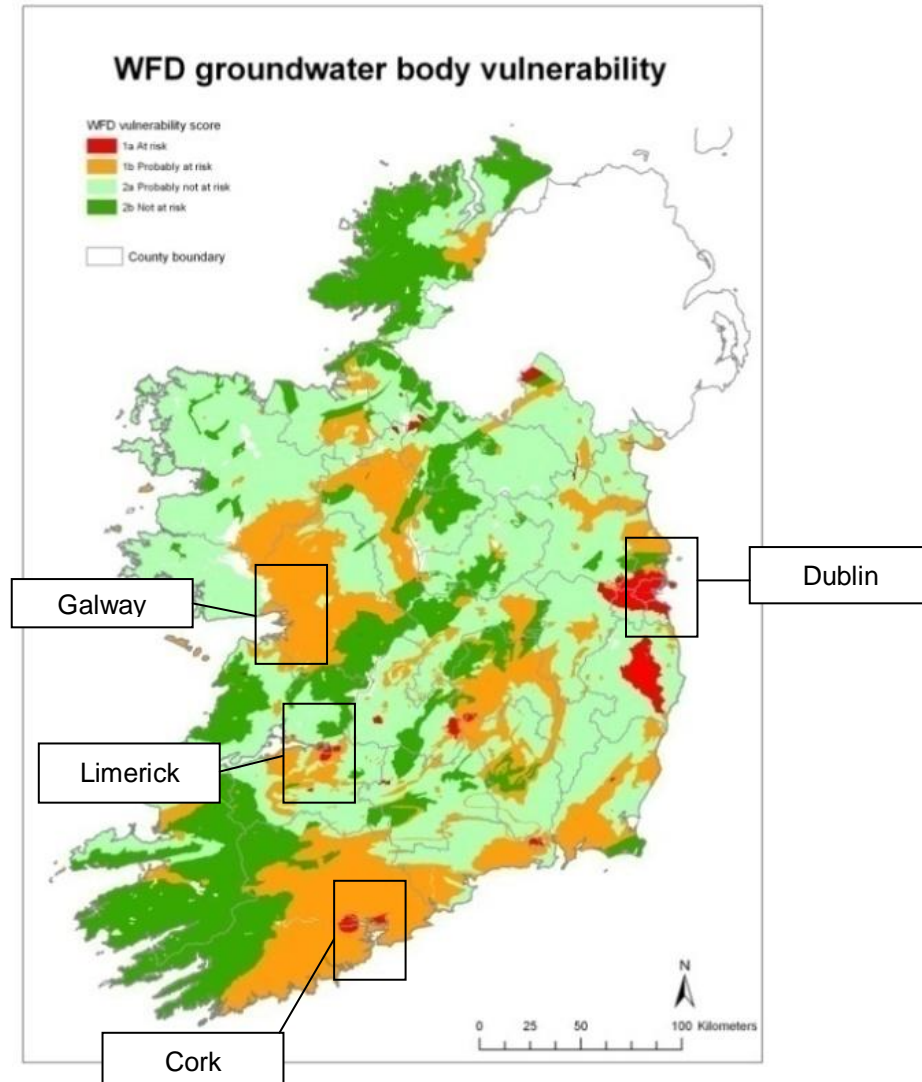 WFD groundwater body vulnerability
WFD vulnerability score
1a At risk
1b Probably at risk
2a Probably not at risk
2b Not at risk
County boundary
Dublin
Galway
Limerick
Cork
N
0 25 50 100 Kilometers